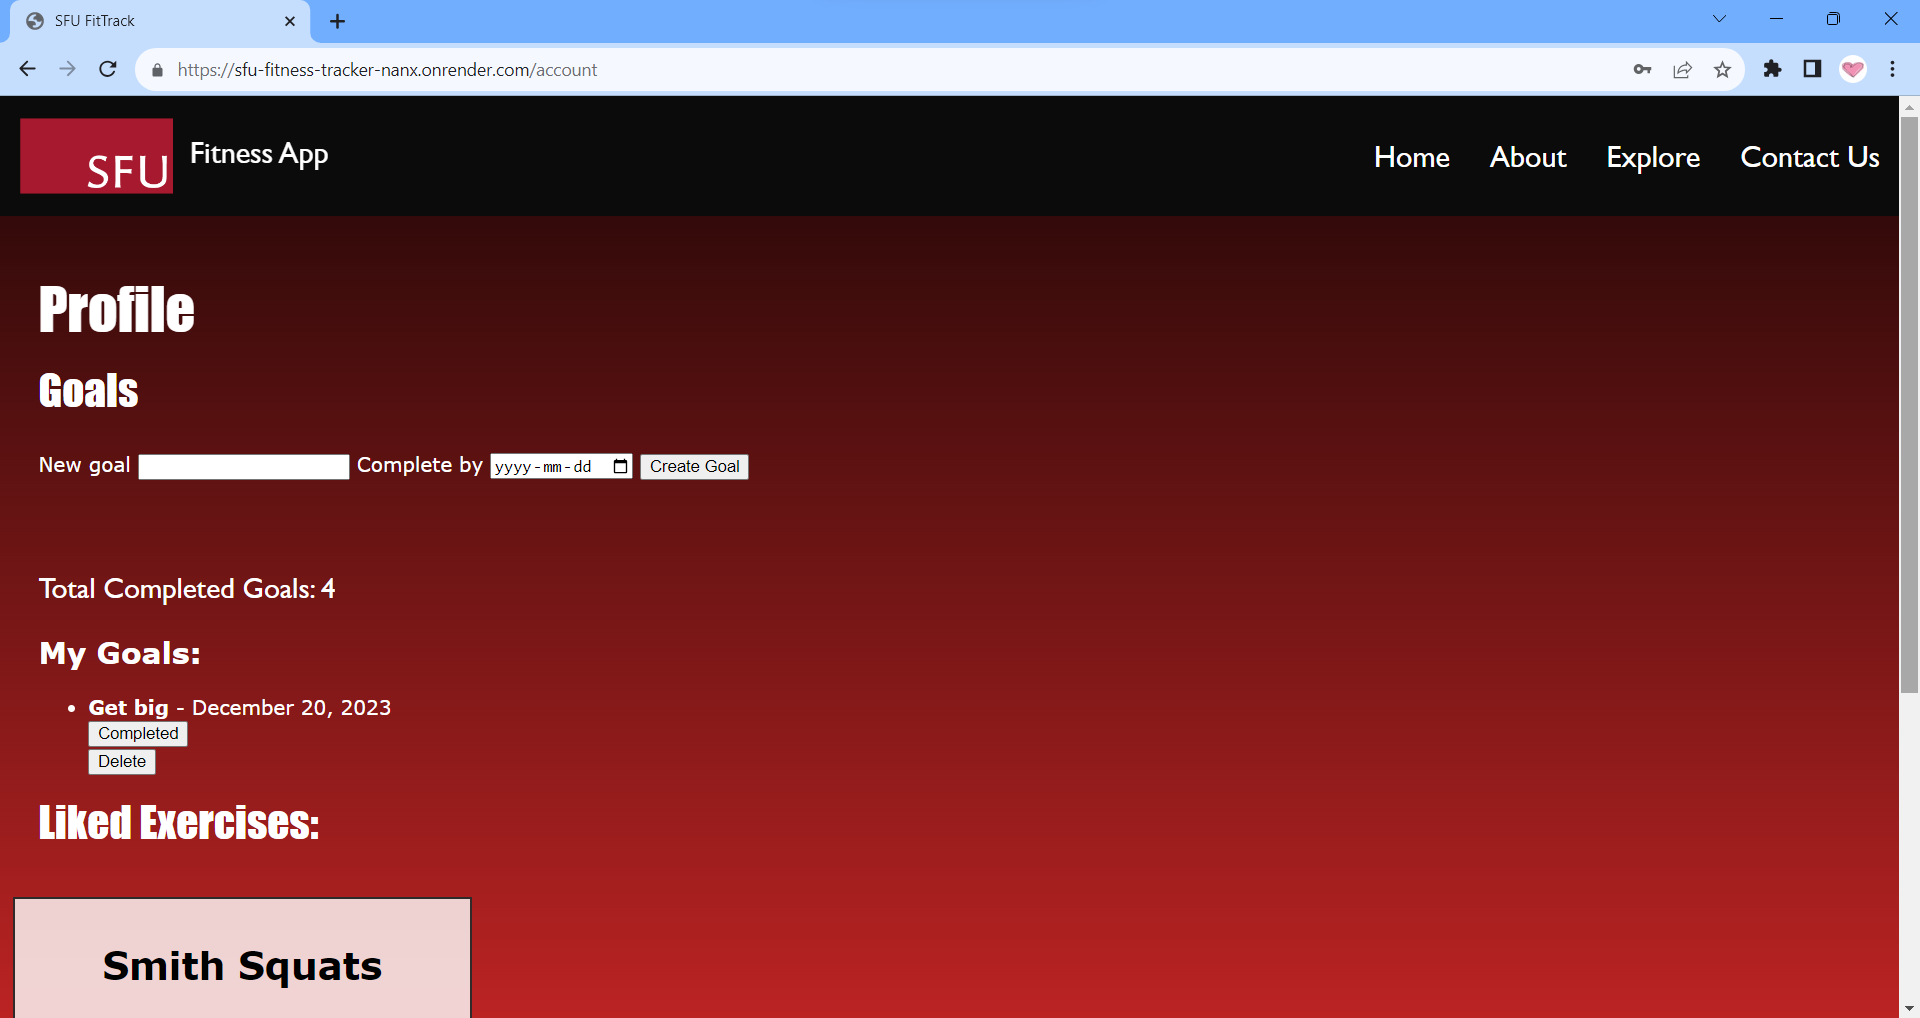 SFU FitTrack
https://sfu-fitness-tracker-nanx.onrender.com/account
SFU Fitness App
Home About Explore Contact Us
Profile
Goals
New goal Complete by yyyy-mm-dd Create Goal
Total Completed Goals: 4
My Goals:
• Get big - December 20, 2023
Completed
Delete
Liked Exercises:
Smith Squats